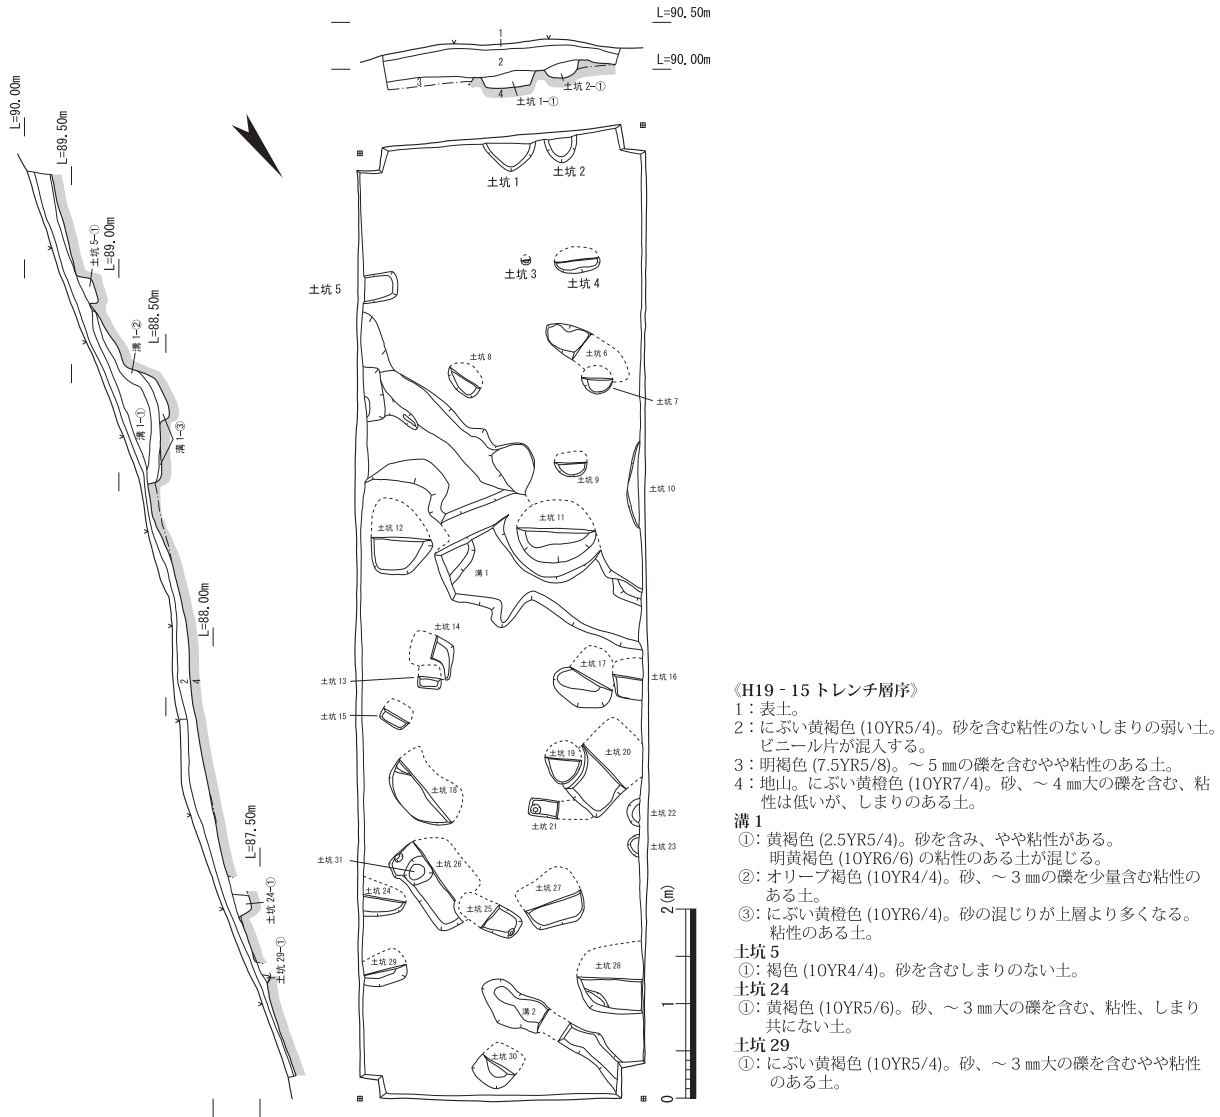 L=90.50m
1
2
L=90.00m
3
4
土坑 1-①
土坑 2-①
L=90.00m
L=89.50m
土坑 5-①
L=89.00m
溝 1-②
L=88.50m
溝 1-①
溝 1-③
L=88.00m
2
4
L=87.50m
土坑 24-①
土坑 29-①
土坑 1
土坑 2
土坑 3
土坑 4
土坑 5
土坑 6
土坑 8
土坑 7
土坑 9
土坑 10
土坑 11
土坑 12
溝 1
土坑 14
土坑 17
土坑 13
土坑 16
土坑 15
土坑 19
土坑 20
土坑 18
土坑 22
土坑 21
土坑 23
土坑 31
土坑 26
土坑 24
土坑 27
土坑 25
土坑 29
土坑 28
溝 2
土坑 30
2 (m)
1
0
《H19 - 15 トレンチ層序》
1：表土。
2：にぶい黄褐色 (10YR5/4)。砂を含む粘性のないしまりの弱い土。
ビニール片が混入する。
3：明褐色 (7.5YR5/8)。～ 5 ㎜の礫を含むやや粘性のある土。
4：地山。にぶい黄橙色 (10YR7/4)。砂、～ 4 ㎜大の礫を含む、粘
性は低いが、しまりのある土。
溝 1
①：黄褐色 (2.5YR5/4)。砂を含み、やや粘性がある。
明黄褐色 (10YR6/6) の粘性のある土が混じる。
②：オリーブ褐色 (10YR4/4)。砂、～ 3 ㎜の礫を少量含む粘性の
ある土。
③：にぶい黄橙色 (10YR6/4)。砂の混じりが上層より多くなる。
粘性のある土。
土坑 5
①：褐色 (10YR4/4)。砂を含むしまりのない土。
土坑 24
①：黄褐色 (10YR5/6)。砂、～ 3 ㎜大の礫を含む、粘性、しまり
共にない土。
土坑 29
①：にぶい黄褐色 (10YR5/4)。砂、～ 3 ㎜大の礫を含むやや粘性
のある土。